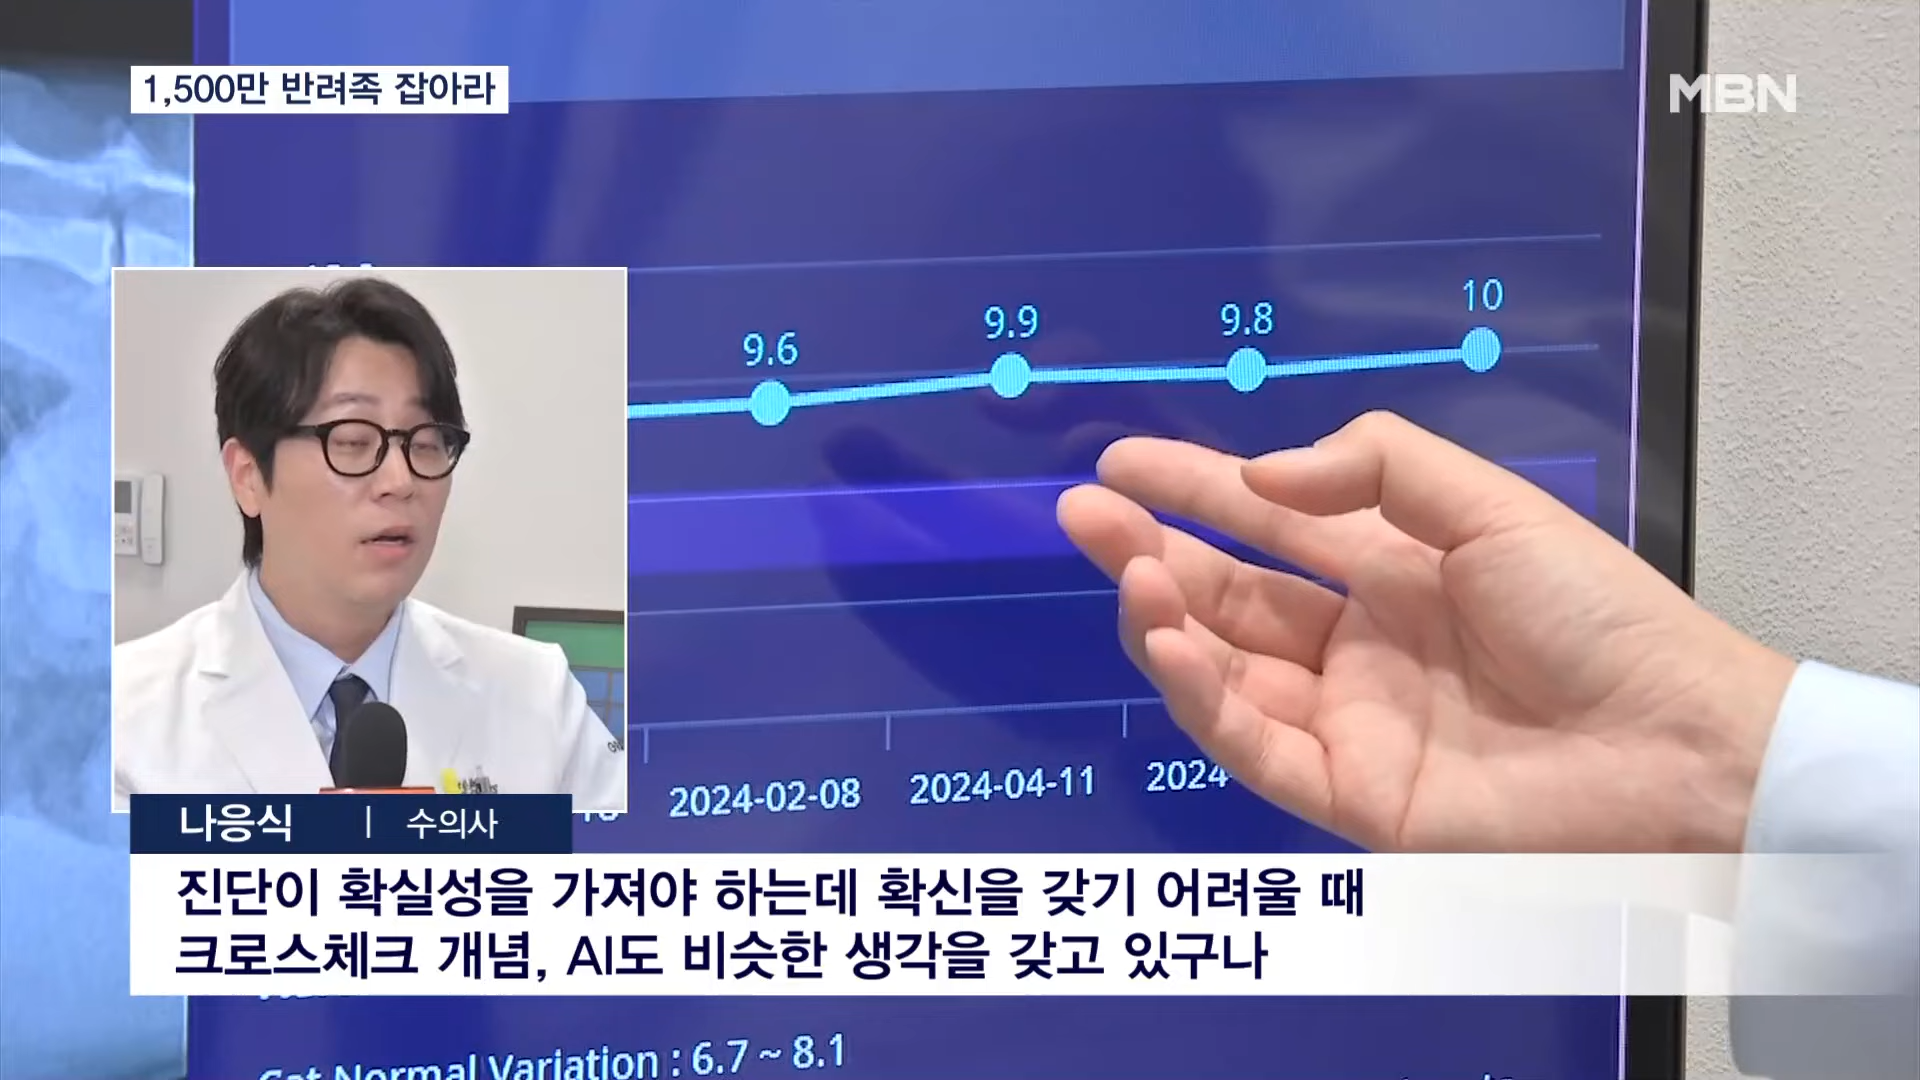 1,500만 반려족 잡아라
MBN
9.6
9.9
9.8
10
2024-02-08
2024-04-11
2024-
나응식 | 수의사
진단이 확실성을 가져야 하는데 확신을 갖기 어려울 때
크로스체크 개념, AI도 비슷한 생각을 갖고 있구나
Cat Normal Variation : 6.7 ~ 8.1